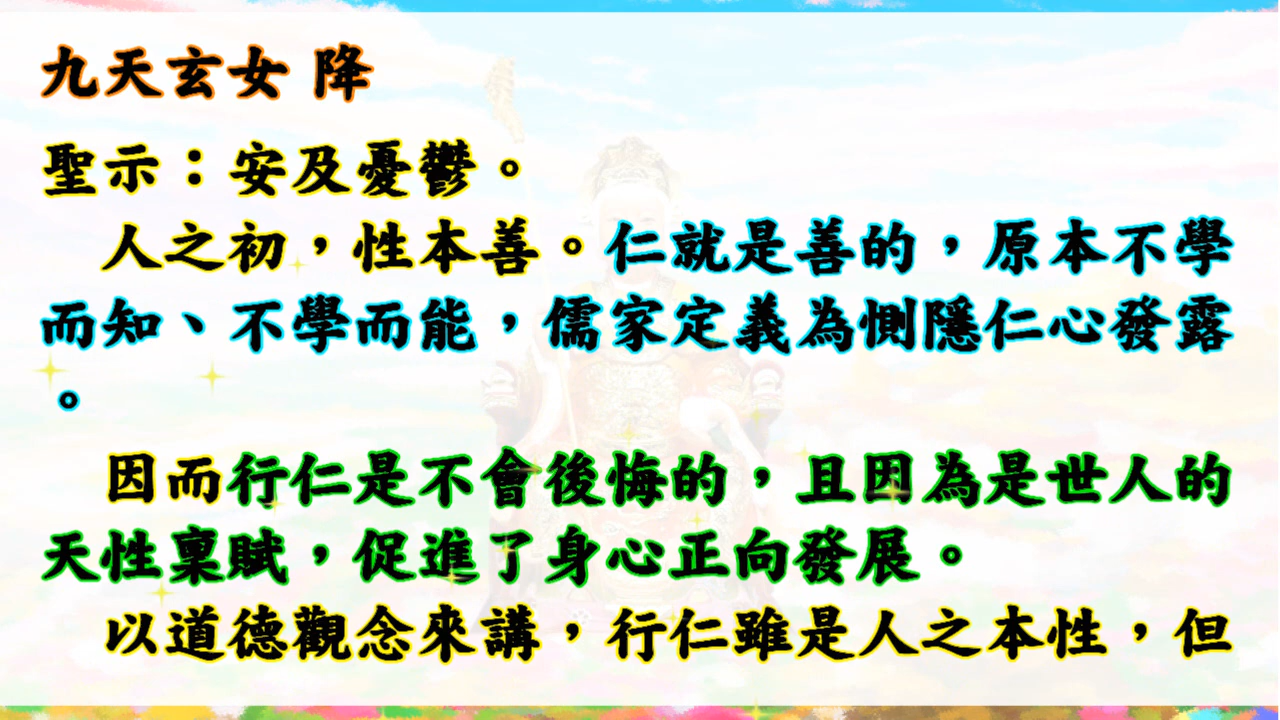 九天玄女 降
聖示：安及憂鬱。
人之初，性本善。仁就是善的，原本不學
而知、不學而能，儒家定義為惻隱仁心發露
。
因而行仁是不會後悔的，且因為是世人的
天性稟賦，促進了身心正向發展。
以道德觀念來講，行仁雖是人之本性，但